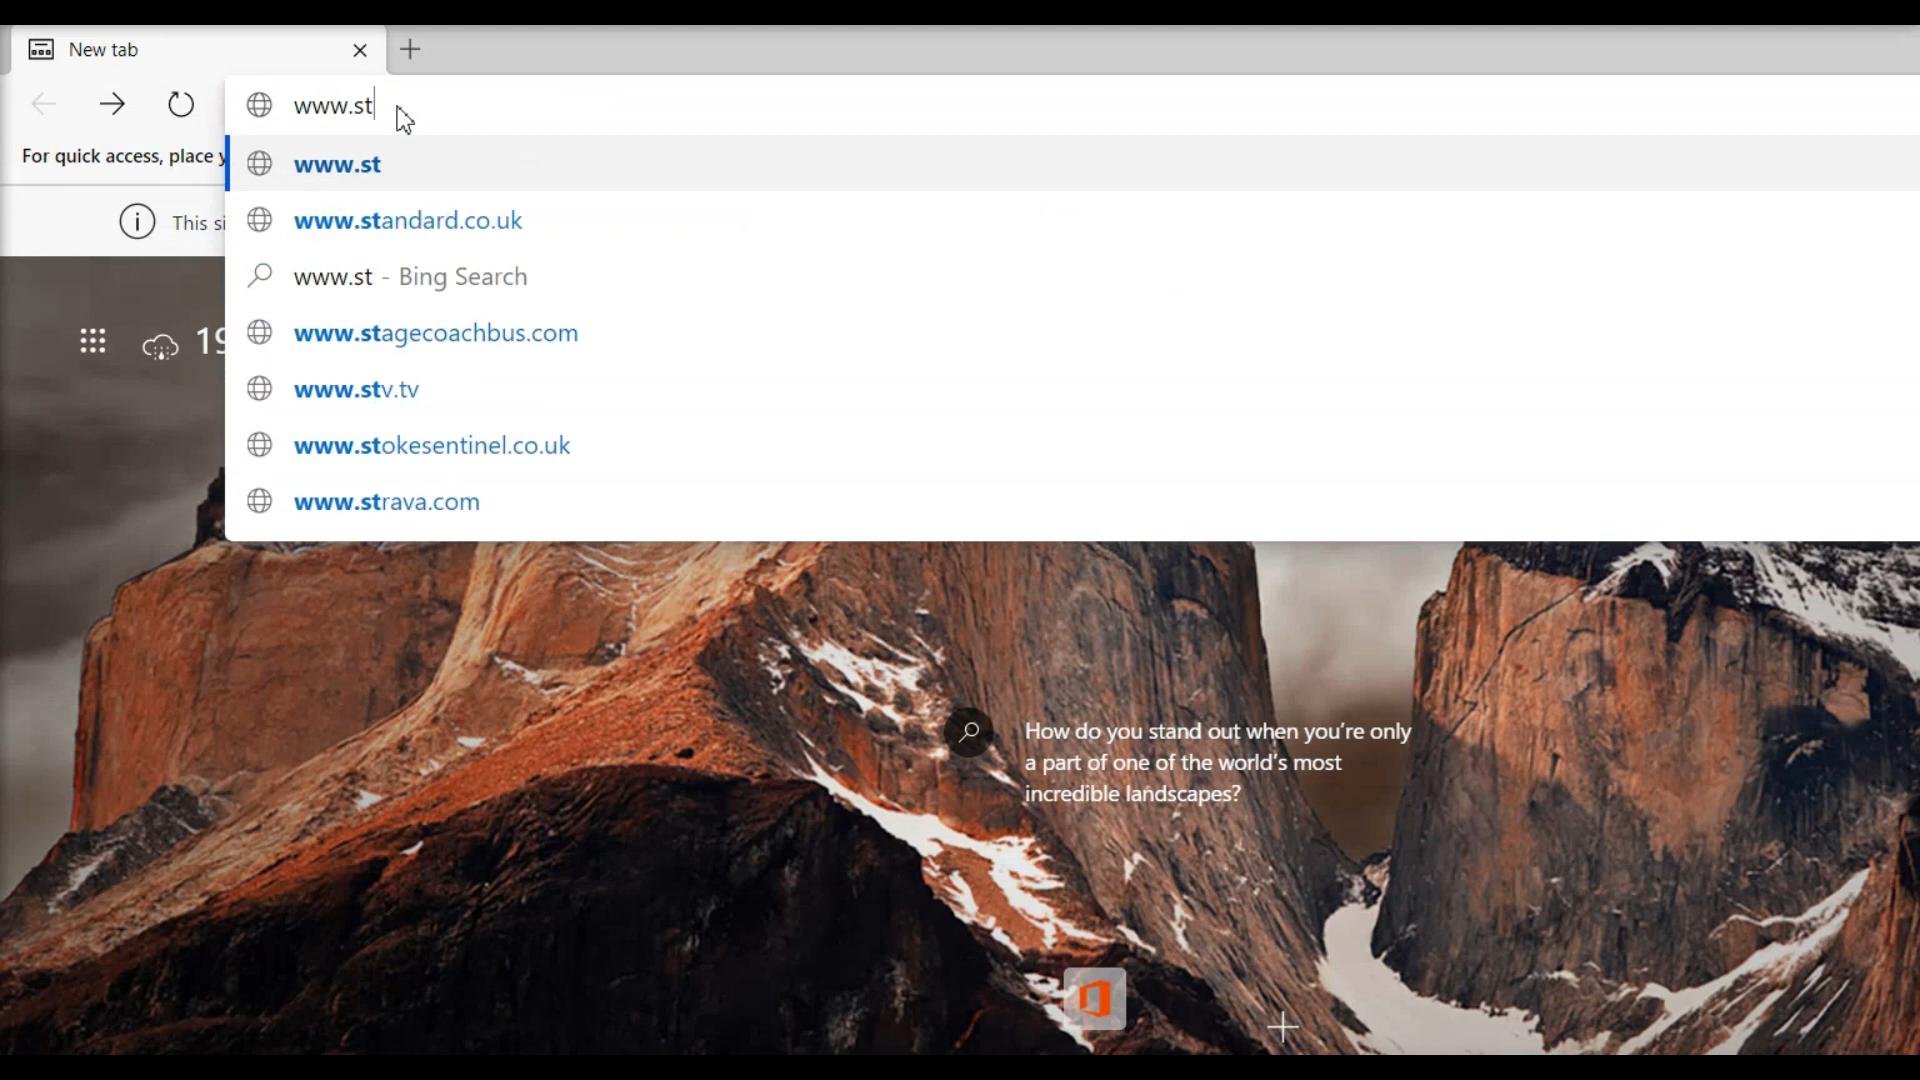 New tab
www.st
For quick access, place y
www.st
www.standard.co.uk
This si
www.st - Bing Search
www.stagecoachbus.com
19
www.stv.tv
www.stokesentinel.co.uk
www.strava.com
How do you stand out when you're only
a part of one of the world's most
incredible landscapes?